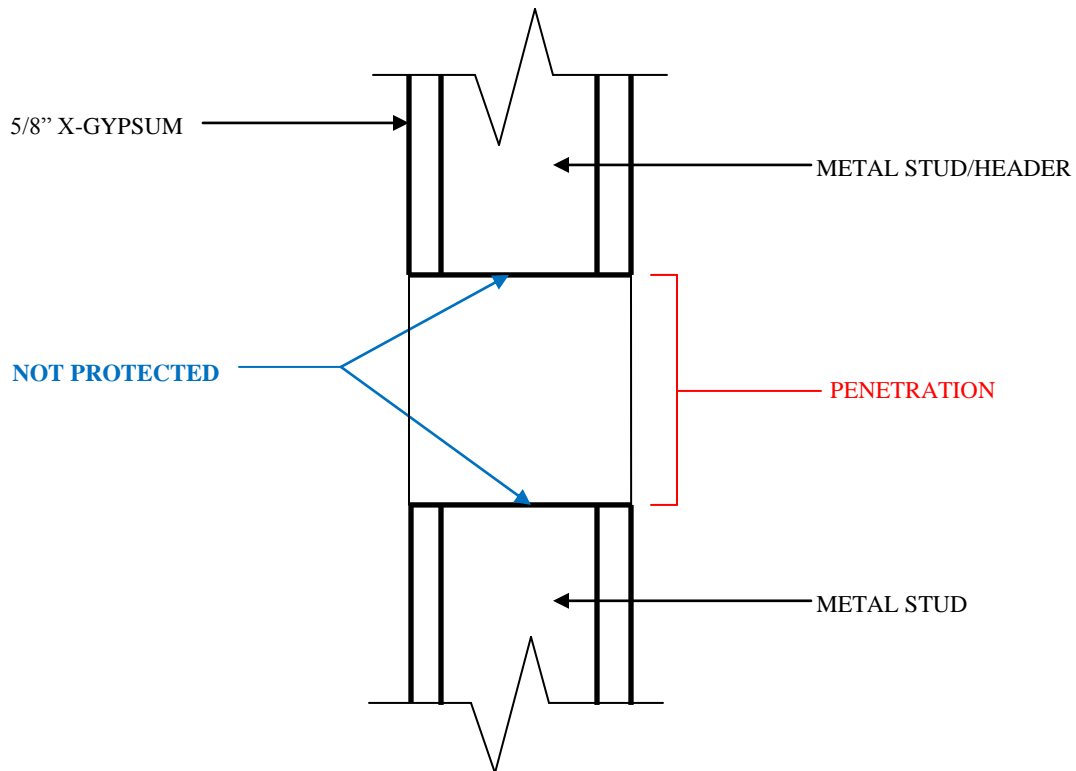 5/8” X-GYPSUM
METAL STUD/HEADER
NOT PROTECTED
PENETRATION
METAL STUD